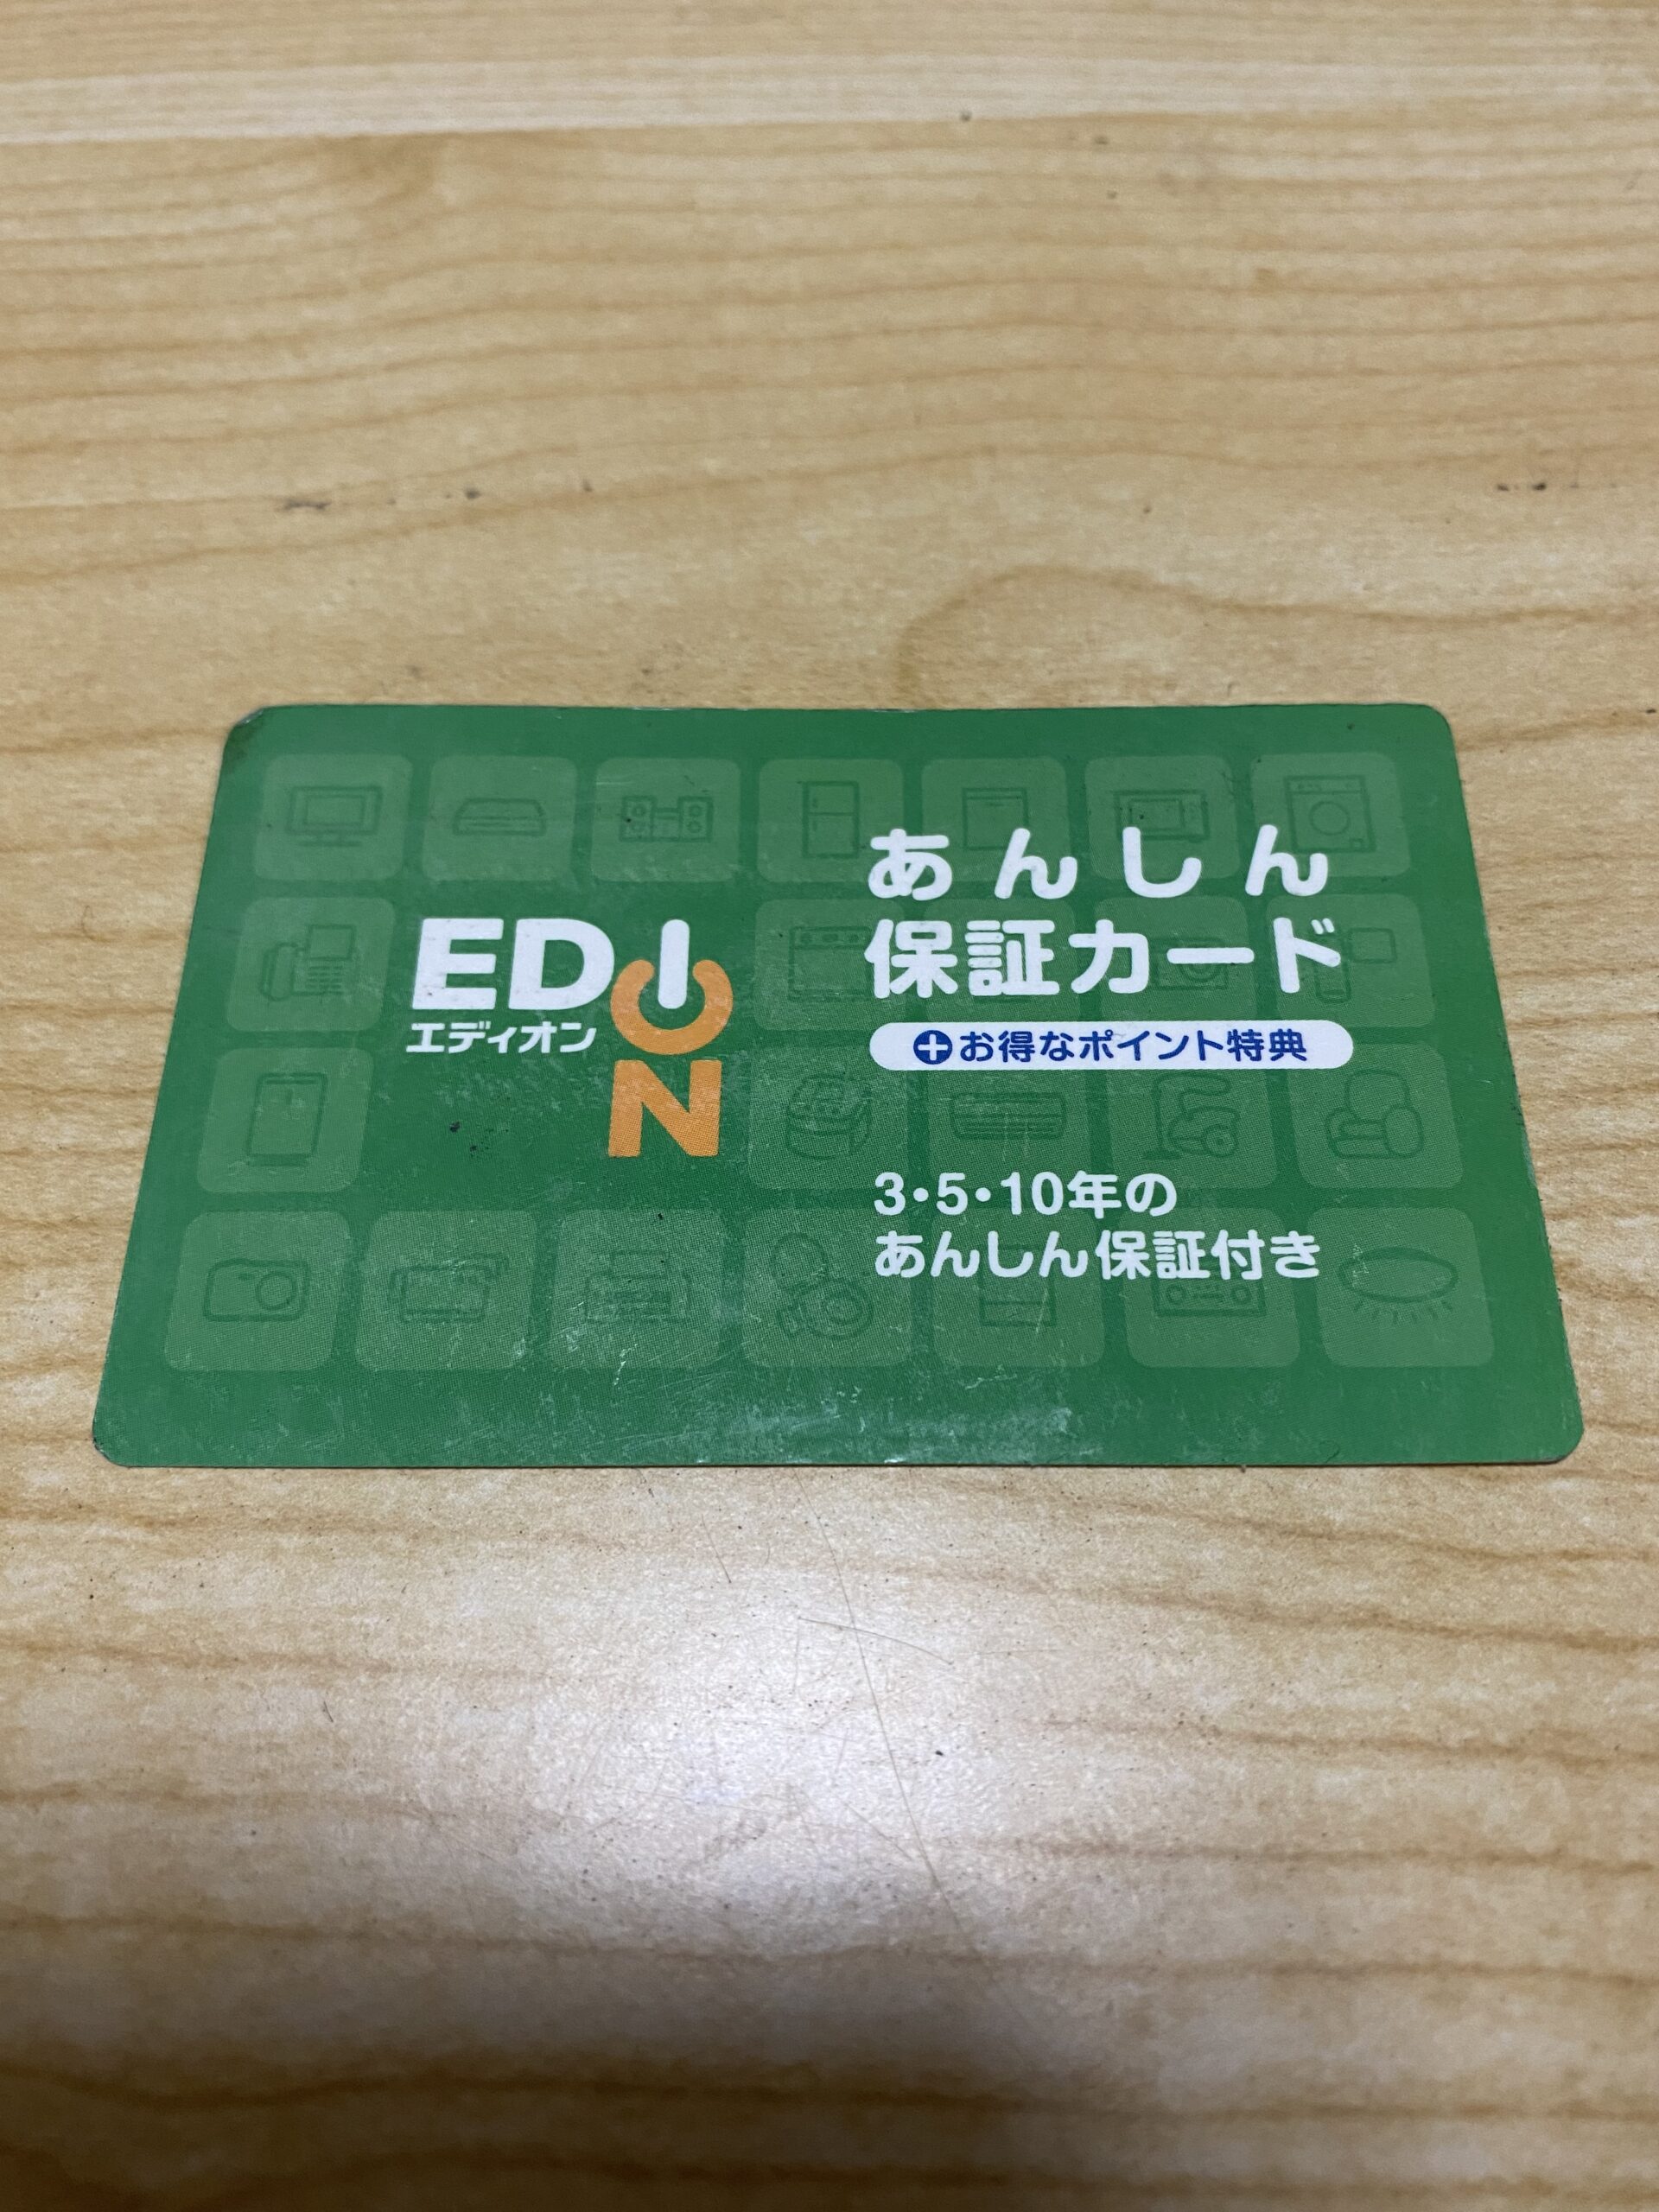 EDION
エディオン
あんしん
保証カード
お得なポイント特典
3・5・10年の
あんしん保証付き